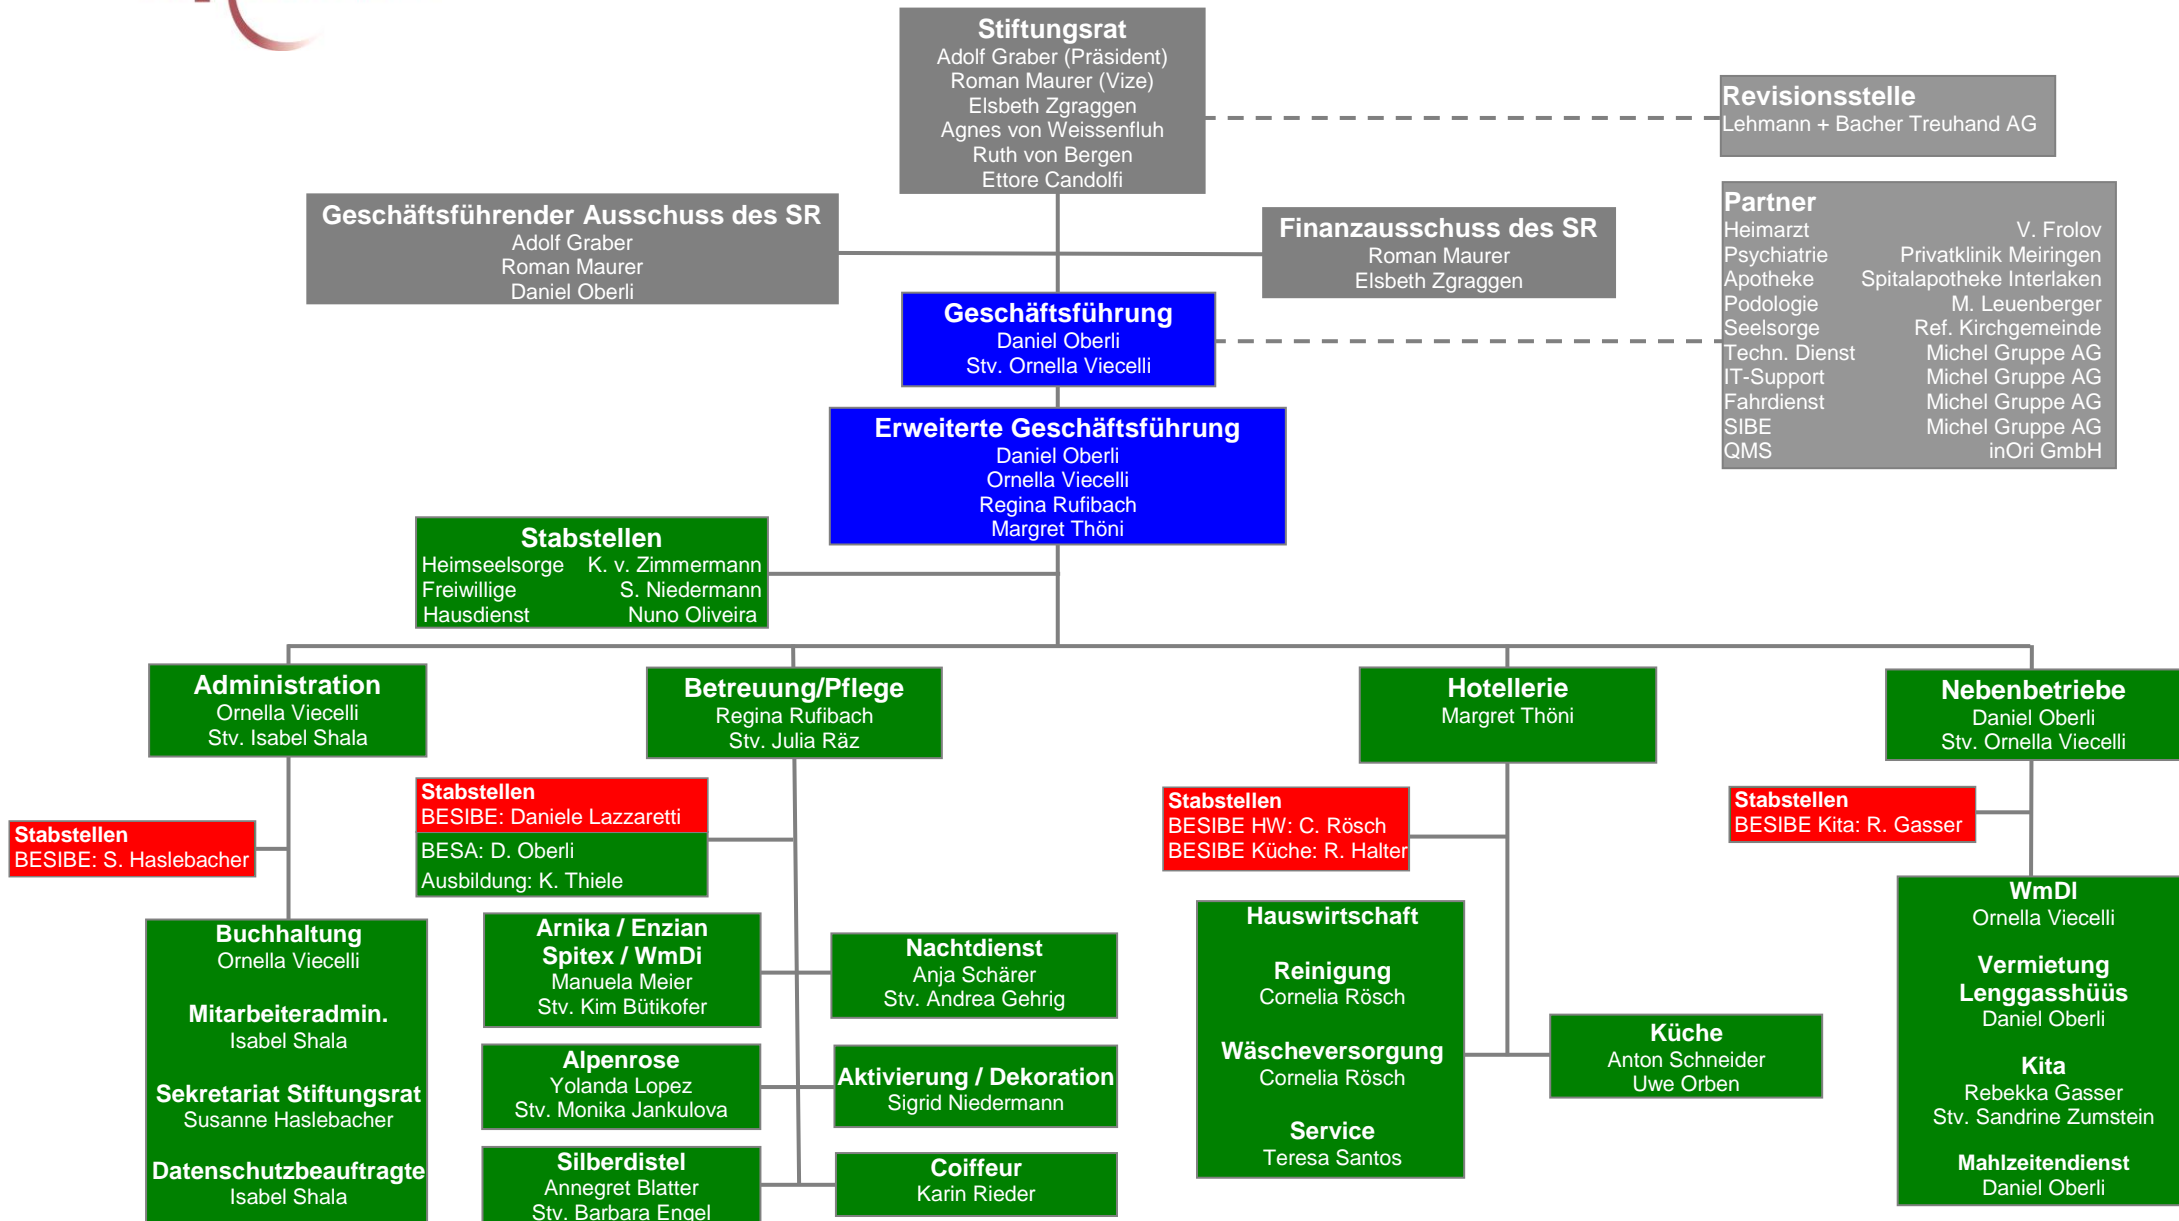 Stiftungsrat
Adolf Graber (Präsident)
Roman Maurer (Vize)
Elsbeth Zgraggen
Agnes von Weissenfluh
Ruth von Bergen
Ettore Candolfi
Revisionsstelle
Lehmann + Bacher Treuhand AG
Geschäftsführender Ausschuss des SR
Adolf Graber
Roman Maurer
Daniel Oberli
Finanzausschuss des SR
Roman Maurer
Elsbeth Zgraggen
Partner
Heimarzt V. Frolov
Psychiatrie Privatklinik Meiringen
Apotheke Spitalapotheke Interlaken
Podologie M. Leuenberger
Seelsorge Ref. Kirchgemeinde
Techn. Dienst Michel Gruppe AG
IT-Support Michel Gruppe AG
Fahrdienst Michel Gruppe AG
SIBE Michel Gruppe AG
QMS inOri GmbH
Geschäftsführung
Daniel Oberli
Stv. Ornella Viecelli
Erweiterte Geschäftsführung
Daniel Oberli
Ornella Viecelli
Regina Rufibach
Margret Thöni
Stabstellen
Heimseelsorge K. v. Zimmermann
Freiwillige S. Niedermann
Hausdienst Nuno Oliveira
Administration
Ornella Viecelli
Stv. Isabel Shala
Stabstellen
BESIBE: S. Haslebacher
Buchhaltung
Ornella Viecelli
Mitarbeiteradmin.
Isabel Shala
Sekretariat Stiftungsrat
Susanne Haslebacher
Datenschutzbeauftragte
Isabel Shala
Betreuung/Pflege
Regina Rufibach
Stv. Julia Räz
Stabstellen
BESIBE: Daniele Lazzaretti
BESA: D. Oberli
Ausbildung: K. Thiele
Arnika / Enzian
Spitex / WmDi
Manuela Meier
Stv. Kim Bütikofer
Nachtdienst
Anja Schärer
Stv. Andrea Gehrig
Alpenrose
Yolanda Lopez
Stv. Monika Jankulova
Aktivierung / Dekoration
Sigrid Niedermann
Silberdistel
Annegret Blatter
Stv. Barbara Engel
Coiffeur
Karin Rieder
Hotellerie
Margret Thöni
Stabstellen
BESIBE HW: C. Rösch
BESIBE Küche: R. Halter
Hauswirtschaft
Reinigung
Cornelia Rösch
Wäscheversorgung
Cornelia Rösch
Service
Teresa Santos
Küche
Anton Schneider
Uwe Orben
Nebenbetriebe
Daniel Oberli
Stv. Ornella Viecelli
Stabstellen
BESIBE Kita: R. Gasser
WmDI
Ornella Viecelli
Vermietung
Lenggasshüüs
Daniel Oberli
Kita
Rebekka Gasser
Stv. Sandrine Zumstein
Mahlzeitendienst
Daniel Oberli